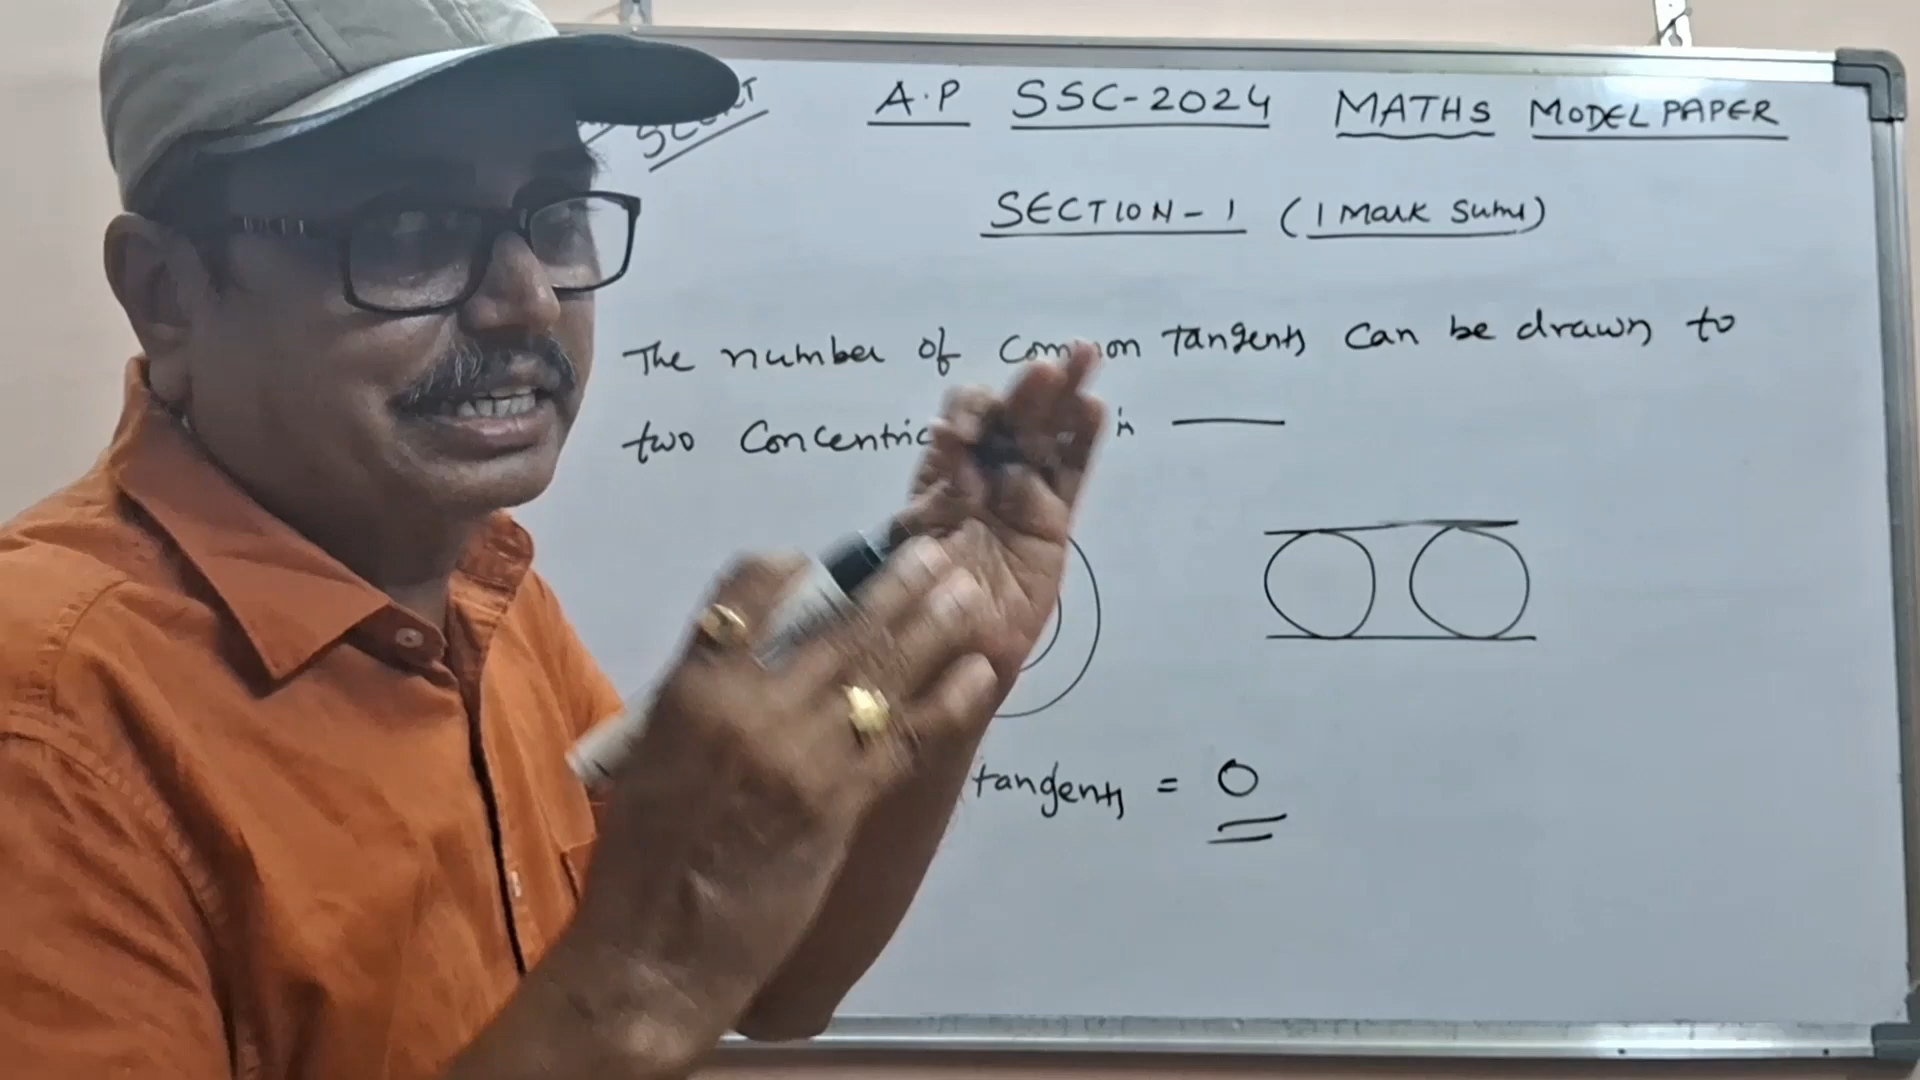 A.P SSC-2024 MATHS MODEL PAPER
SECTION-1 (1 Mark Sums)
The number of common Tangents can be drawn to
two Concentric is
tangents = 0